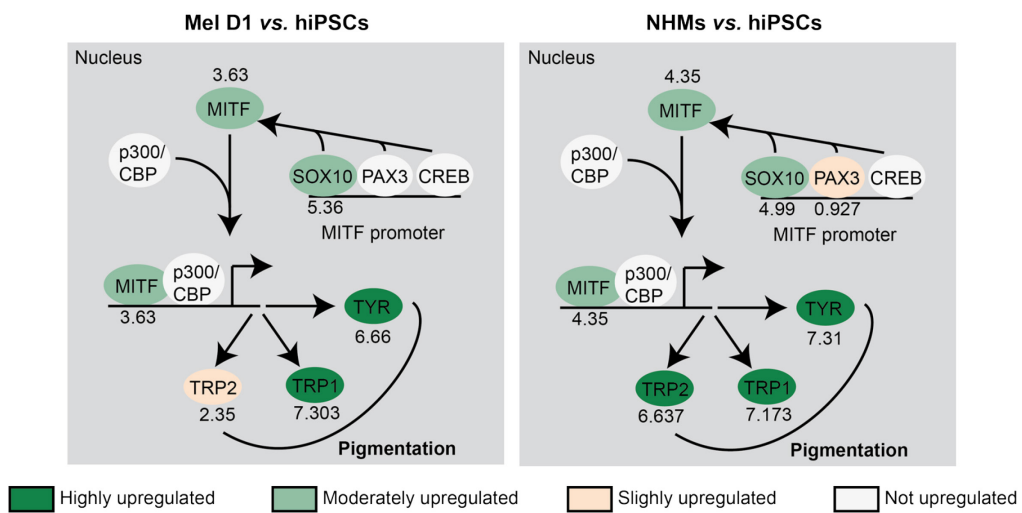 Mel D1 vs. hiPSCs
Nucleus
3.63
MITF
p300/
CBP
SOX10 PAX3 CREB
5.36
MITF promoter
MITF p300/
CBP
3.63
TYR
6.66
TRP2 TRP1
2.35 7.303
Pigmentation
NHMs vs. hiPSCs
Nucleus
4.35
MITF
p300/
CBP
SOX10 PAX3 CREB
4.99 0.927
MITF promoter
MITF p300/
CBP
4.35
TYR
7.31
TRP2 TRP1
6.637 7.173
Pigmentation
Highly upregulated Moderately upregulated Slighly upregulated Not upregulated